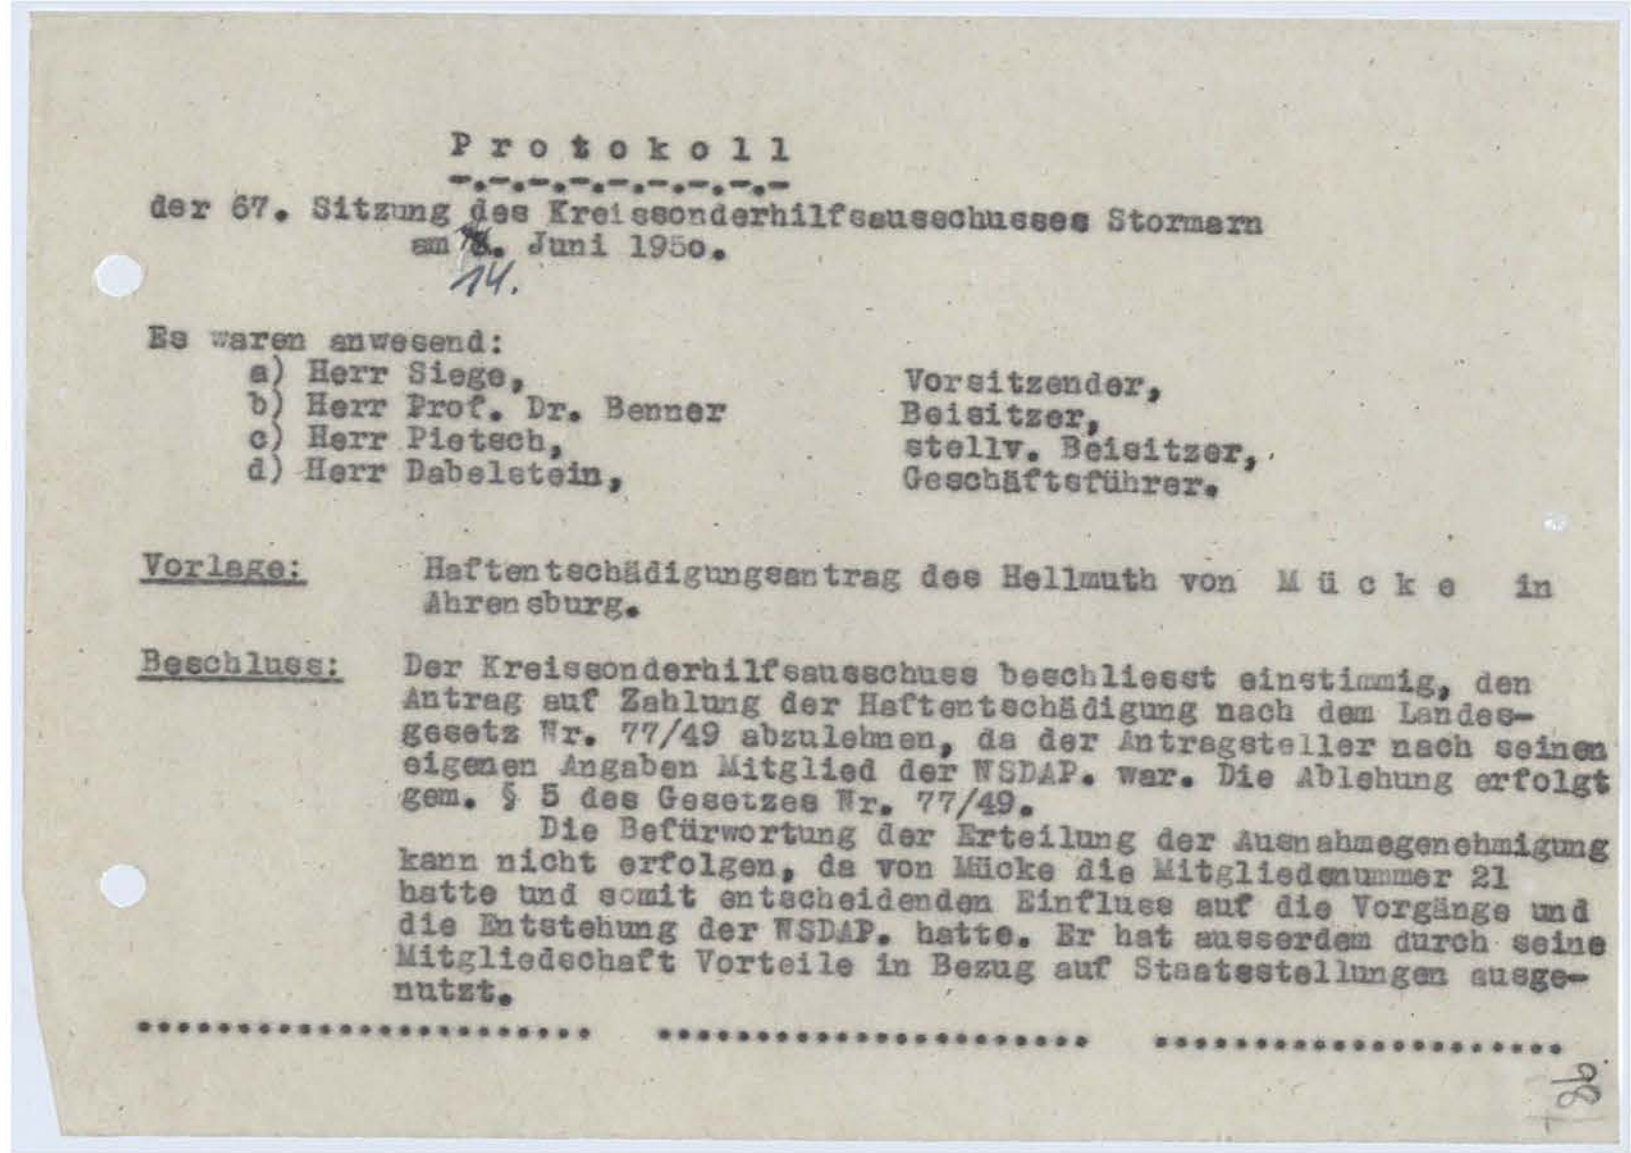 Protokoll
-.-.-.-.-.-.-.-.-
der 67. Sitzung des Kreissonderhilfsausschusses Stormarn
am 8. Juni 1950.
14.
Es waren anwesend:
a) Herr Siege, Vorsitzender,
b) Herr Prof. Dr. Benner Beisitzer,
c) Herr Pietsch, stellv. Beisitzer,
d) Herr Dabelstein, Geschäftsführer.
Vorlage: Haftentschädigungsantrag des Hellmuth von Mücke in
Ahrensburg.
Beschluss: Der Kreissonderhilfsausschuss beschliesst einstimmig, den
Antrag auf Zahlung der Haftentschädigung nach dem Landes-
gesetz Nr. 77/49 abzulehnen, da der Antragsteller nach seinen
eigenen Angaben Mitglied der NSDAP. war. Die Ablehung erfolgt
gem. § 5 des Gesetzes Nr. 77/49.
Die Befürwortung der Erteilung der Ausnahmegenehmigung
kann nicht erfolgen, da von Mücke die Mitgliedsnummer 21
hatte und somit entscheidenden Einfluss auf die Vorgänge und
die Entstehung der NSDAP. hatte. Er hat ausserdem durch seine
Mitgliedschaft Vorteile in Bezug auf Staatsstellungen ausge-
nutzt.